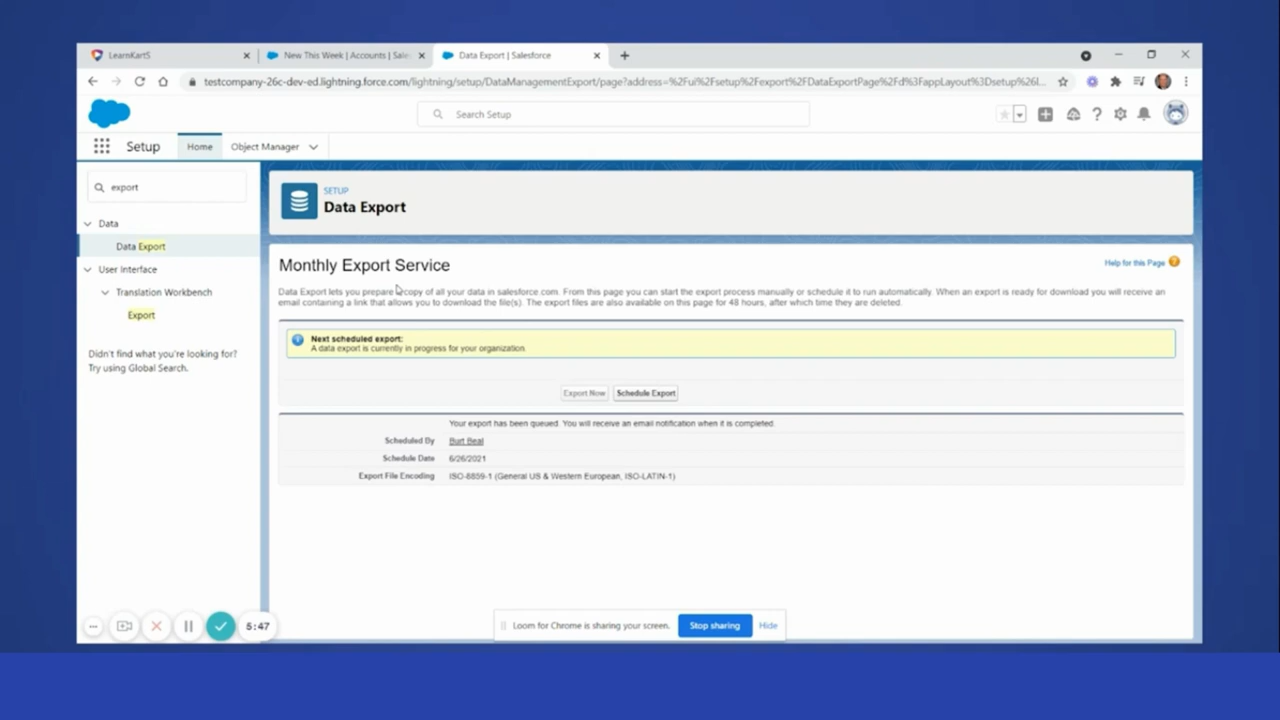 LearnKartS
New This Week | Accounts | Sale
Data Export | Salesforce
testcompany-26c-dev-ed.lightning.force.com/lightning/setup/DataManagementExport/page?address=%2Fui%2Fsetup%2Fexport%2FDataExportPage%2Fd%3FappLayout%3Dsetup%26l...
Search Setup
Setup
Home
Object Manager
export
Data
Data Export
User Interface
Translation Workbench
Export
Didn't find what you're looking for?
Try using Global Search.
SETUP
Data Export
Monthly Export Service
Help for this Page
Data Export lets you prepare a copy of all your data in salesforce.com. From this page you can start the export process manually or schedule it to run automatically. When an export is ready for download you will receive an
email containing a link that allows you to download the file(s). The export files are also available on this page for 48 hours, after which time they are deleted.
Next scheduled export:
A data export is currently in progress for your organization.
Export Now
Schedule Export
Your export has been queued. You will receive an email notification when it is completed.
Scheduled By Burt Beal
Schedule Date 6/26/2021
Export File Encoding ISO-8859-1 (General US & Western European, ISO-LATIN-1)
5:47
Loom for Chrome is sharing your screen.
Stop sharing
Hide